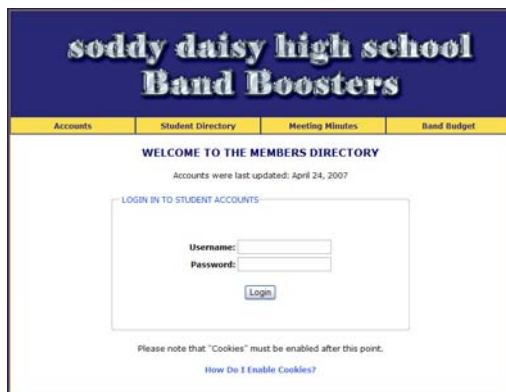 soddy daisy high school
Band Boosters
Accounts Student Directory Meeting Minutes Band Budget
WELCOME TO THE MEMBERS DIRECTORY
Accounts were last updated: April 24, 2007
LOGIN IN TO STUDENT ACCOUNTS
Username:
Password:
Login
Please note that "Cookies" must be enabled after this point.
How Do I Enable Cookies?